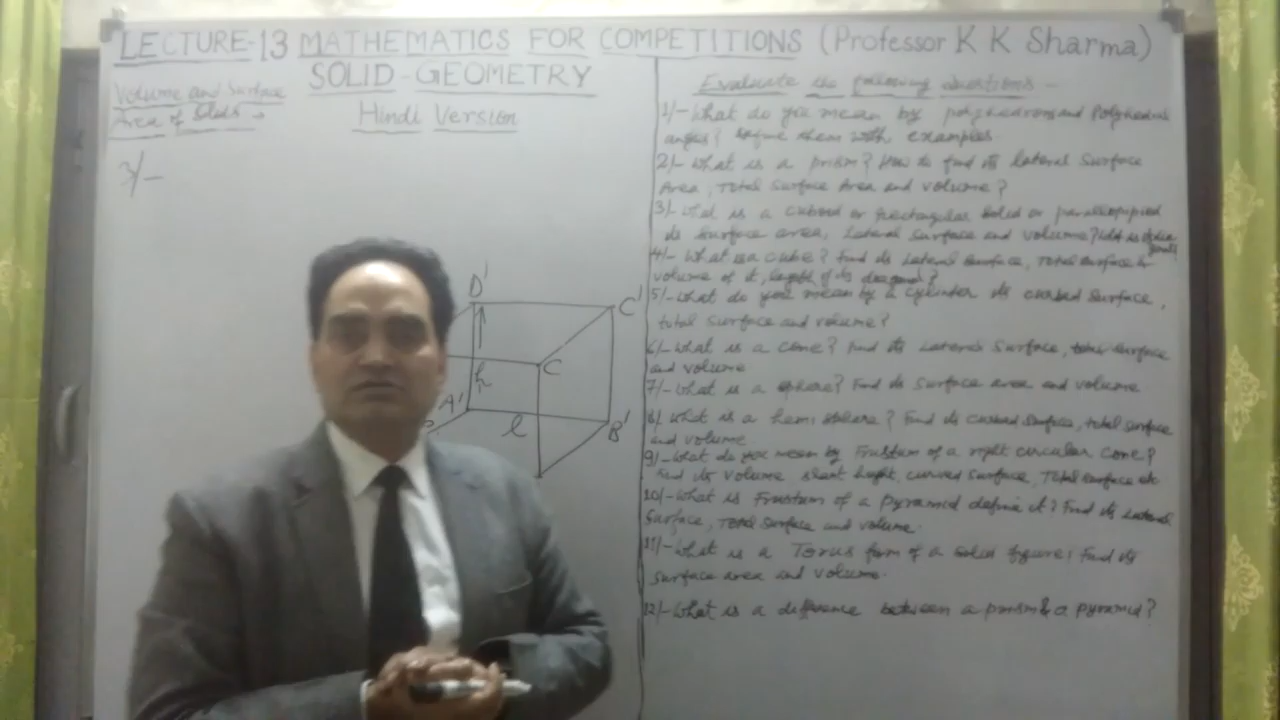 LECTURE-13 MATHEMATICS FOR COMPETITIONS (Professor K K Sharma)
SOLID-GEOMETRY
Hindi Version
Volume and Surface
Area of Solids →
3/-
D'
C'
C
h
A'
l
B'
Evaluate the following questions -
1/- What do you mean by polyhedrons and Polyhedral
angles? Define them with examples
2/- What is a prism? How to find its lateral surface
Area, Total surface Area and volume?
3/- What is a cuboid or rectangular solid or
its surface area, lateral surface and volume?
4/- What is a cube? Find its Lateral surface, Total surface &
volume of it, length of its diagonal?
5/- What do you mean by a cylinder its curbed surface,
total surface and volume?
6/- What is a cone? Find its Lateral Surface, total surface
and volume
7/- What is a sphere? Find its surface area and volume
8/ What is a hemi sphere? Find its curbed surface, total surface
and volume
9/- What do you mean by Frustum of a right circular cone?
Find its volume slant height, curved surface, Total surface etc
10/- What is Frustum of a pyramid define it? Find its Lateral
Surface, Total surface and volume.
11/- What is a Torus form of a solid figure; Find its
surface area and volume.
12/- What is a difference between a prism & a pyramid?